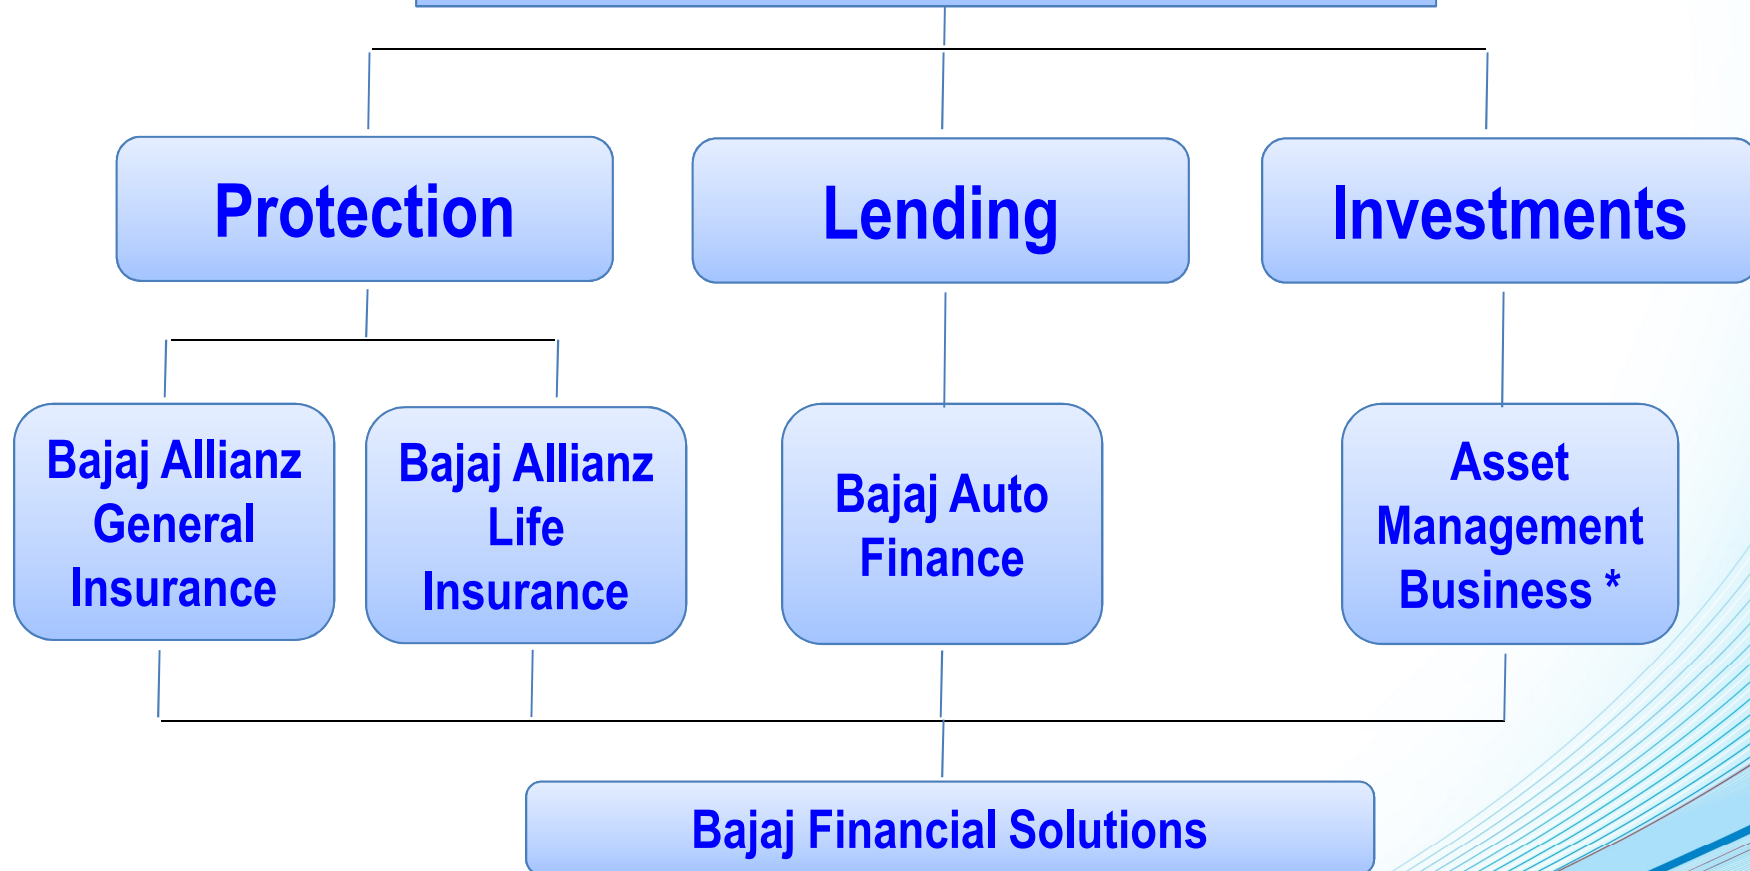 Protection
Lending
Investments
Bajaj Allianz
General
Insurance
Bajaj Allianz
Life
Insurance
Bajaj Auto
Finance
Asset
Management
Business *
Bajaj Financial Solutions